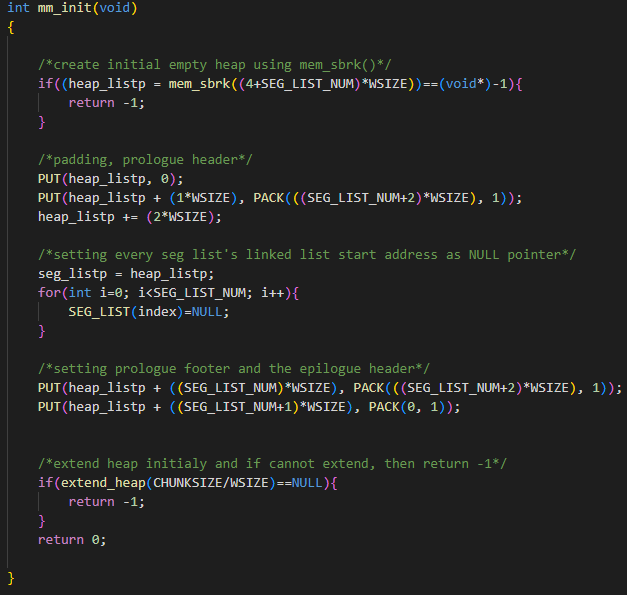 int mm_init(void)
{
/*create initial empty heap using mem_sbrk()*/
if((heap_listp = mem_sbrk((4+SEG_LIST_NUM)*WSIZE))==(void*)-1){
return -1;
}
/*padding, prologue header*/
PUT(heap_listp, 0);
PUT(heap_listp + (1*WSIZE), PACK(((SEG_LIST_NUM+2)*WSIZE), 1));
heap_listp += (2*WSIZE);
/*setting every seg list's linked list start address as NULL pointer*/
seg_listp = heap_listp;
for(int i=0; i<SEG_LIST_NUM; i++){
SEG_LIST(index)=NULL;
}
/*setting prologue footer and the epilogue header*/
PUT(heap_listp + ((SEG_LIST_NUM)*WSIZE), PACK(((SEG_LIST_NUM+2)*WSIZE), 1));
PUT(heap_listp + ((SEG_LIST_NUM+1)*WSIZE), PACK(0, 1));
/*extend heap initialy and if cannot extend, then return -1*/
if(extend_heap(CHUNKSIZE/WSIZE)==NULL){
return -1;
}
return 0;
}